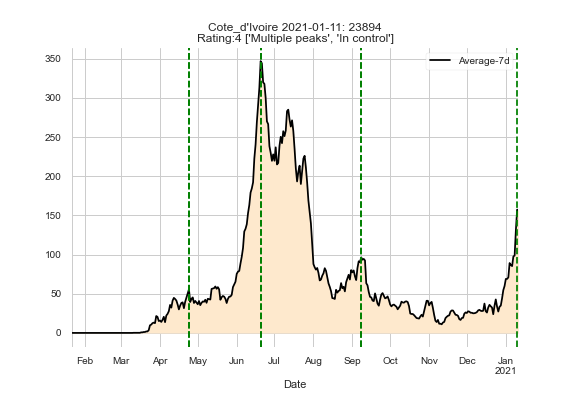 Cote_d'Ivoire 2021-01-11: 23894
Rating:4 ['Multiple peaks', 'In control']
Average-7d
350
300
250
200
150
100
50
0
Feb Mar Apr May Jun Jul Aug Sep Oct Nov Dec Jan
2021
Date